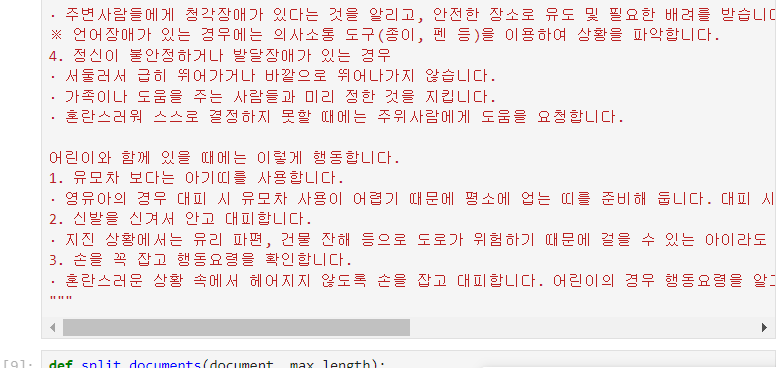 · 주변사람들에게 청각장애가 있다는 것을 알리고, 안전한 장소로 유도 및 필요한 배려를 받습니다
※ 언어장애가 있는 경우에는 의사소통 도구(종이, 펜 등)을 이용하여 상황을 파악합니다.
4. 정신이 불안정하거나 발달장애가 있는 경우
· 서둘러서 급히 뛰어가거나 바깥으로 뛰어나가지 않습니다.
· 가족이나 도움을 주는 사람들과 미리 정한 것을 지킵니다.
· 혼란스러워 스스로 결정하지 못할 때에는 주위사람에게 도움을 요청합니다.
어린이와 함께 있을 때에는 이렇게 행동합니다.
1. 유모차 보다는 아기띠를 사용합니다.
· 영유아의 경우 대피 시 유모차 사용이 어렵기 때문에 평소에 업는 띠를 준비해 둡니다. 대피 시
2. 신발을 신겨서 안고 대피합니다.
· 지진 상황에서는 유리 파편, 건물 잔해 등으로 도로가 위험하기 때문에 걸을 수 있는 아이라도
3. 손을 꼭 잡고 행동요령을 확인합니다.
· 혼란스러운 상황 속에서 헤어지지 않도록 손을 잡고 대피합니다. 어린이의 경우 행동요령을 알고
"""
[9]: def split_documents(document, max_length):